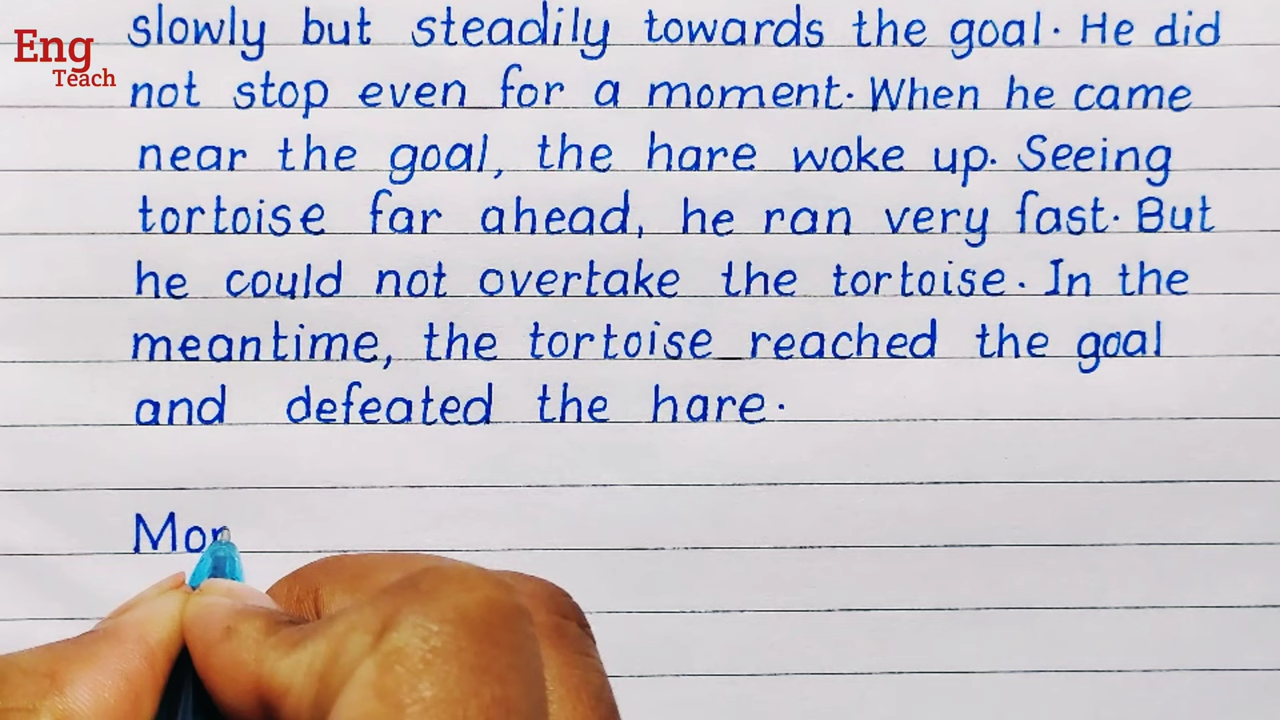 Eng
Teach
slowly but steadily towards the goal. He did
not stop even for a moment. When he came
near the goal, the hare woke up. Seeing
tortoise far ahead, he ran very fast. But
he could not overtake the tortoise. In the
meantime, the tortoise reached the goal
and defeated the hare.
Mor